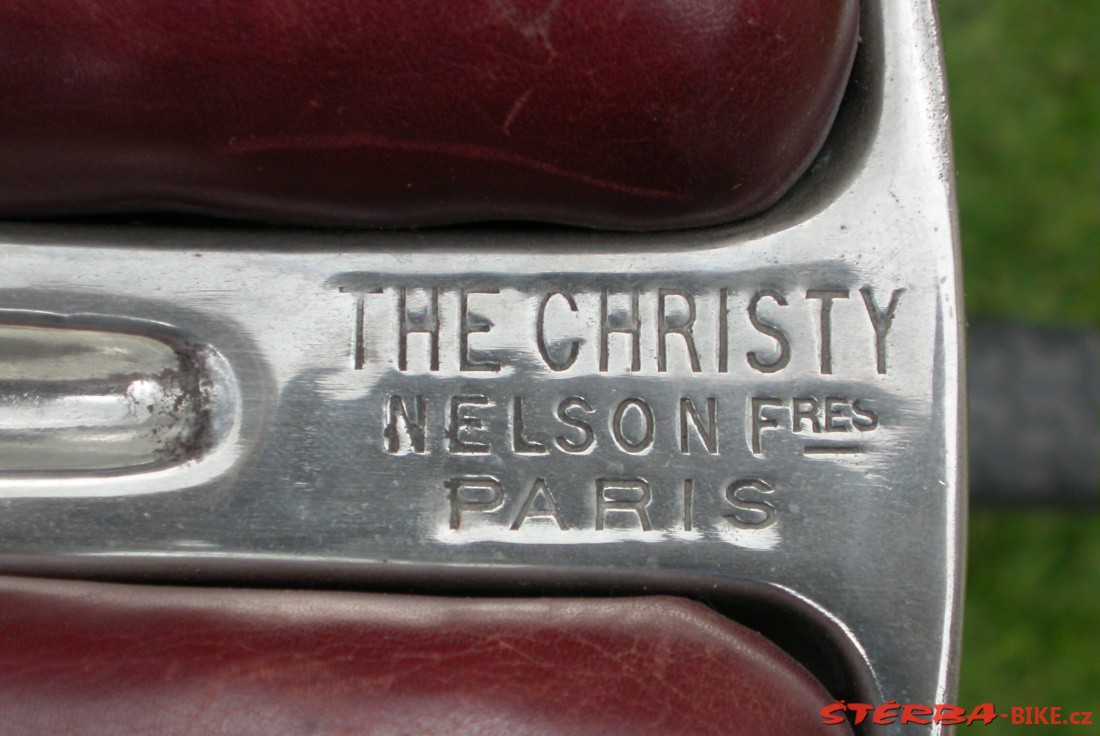 THE CHRISTY
NELSON FRES
PARIS
ŠTĚRBA-BIKE.cz